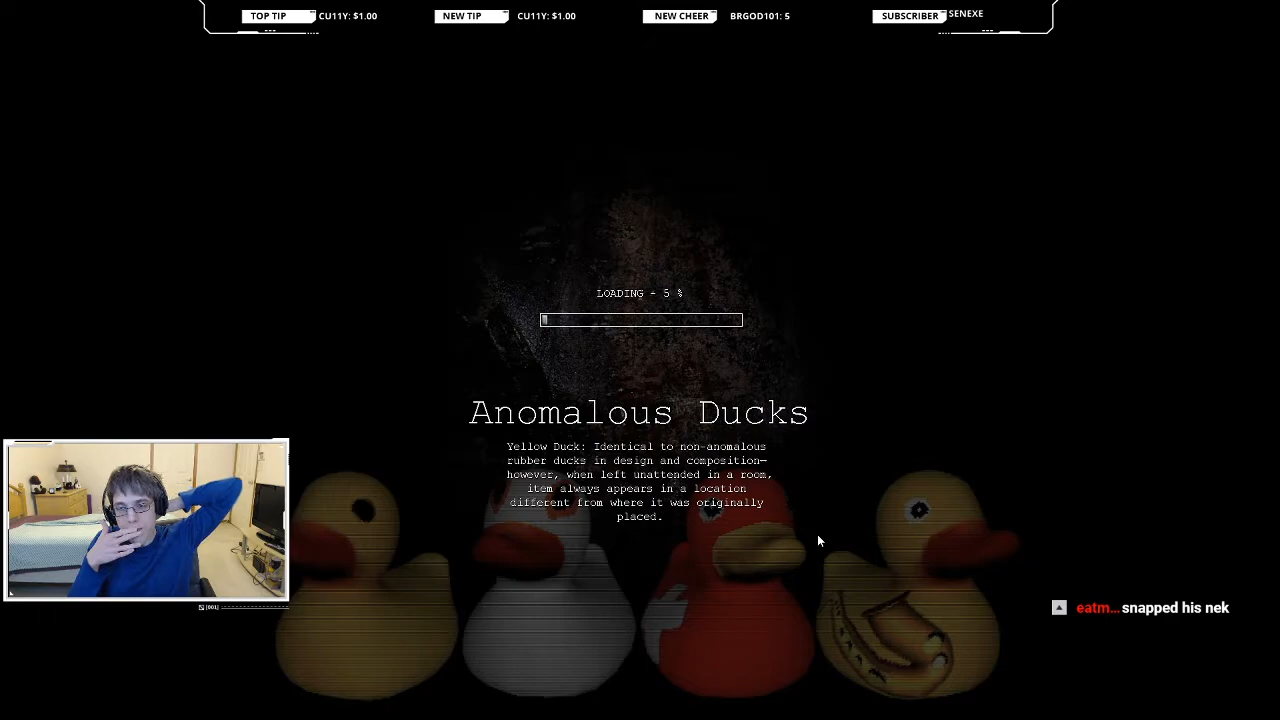 TOP TIP CU11Y: $1.00 NEW TIP CU11Y: $1.00 NEW CHEER BRGOD101: 5 SUBSCRIBER SENEXE
LOADING - 5 %
Anomalous Ducks
Yellow Duck: Identical to non-anomalous
rubber ducks in design and composition—
however, when left unattended in a room,
item always appears in a location
different from where it was originally
placed.
eatm... snapped his nek
[001]